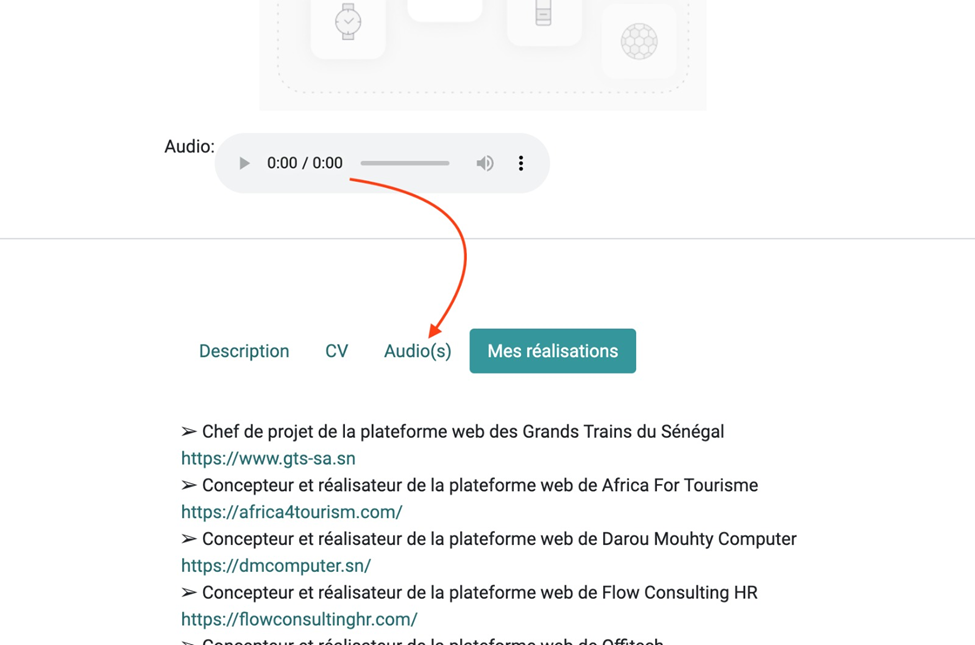 Audio:
0:00 / 0:00
Description CV Audio(s) Mes réalisations
➢ Chef de projet de la plateforme web des Grands Trains du Sénégal
https://www.gts-sa.sn
➢ Concepteur et réalisateur de la plateforme web de Africa For Tourisme
https://africa4tourism.com/
➢ Concepteur et réalisateur de la plateforme web de Darou Mouhty Computer
https://dmcomputer.sn/
➢ Concepteur et réalisateur de la plateforme web de Flow Consulting HR
https://flowconsultinghr.com/
➢ Concepteur et réalisateur de la plateforme web de Offitech